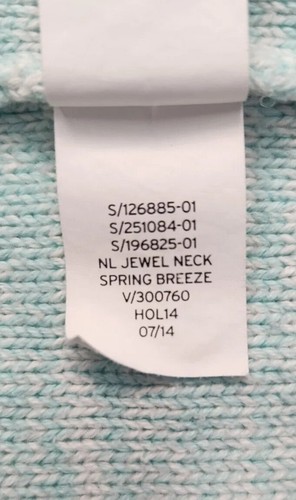 S/126885-01
S/251084-01
S/196825-01
NL JEWEL NECK
SPRING BREEZE
V/300760
HOL14
07/14